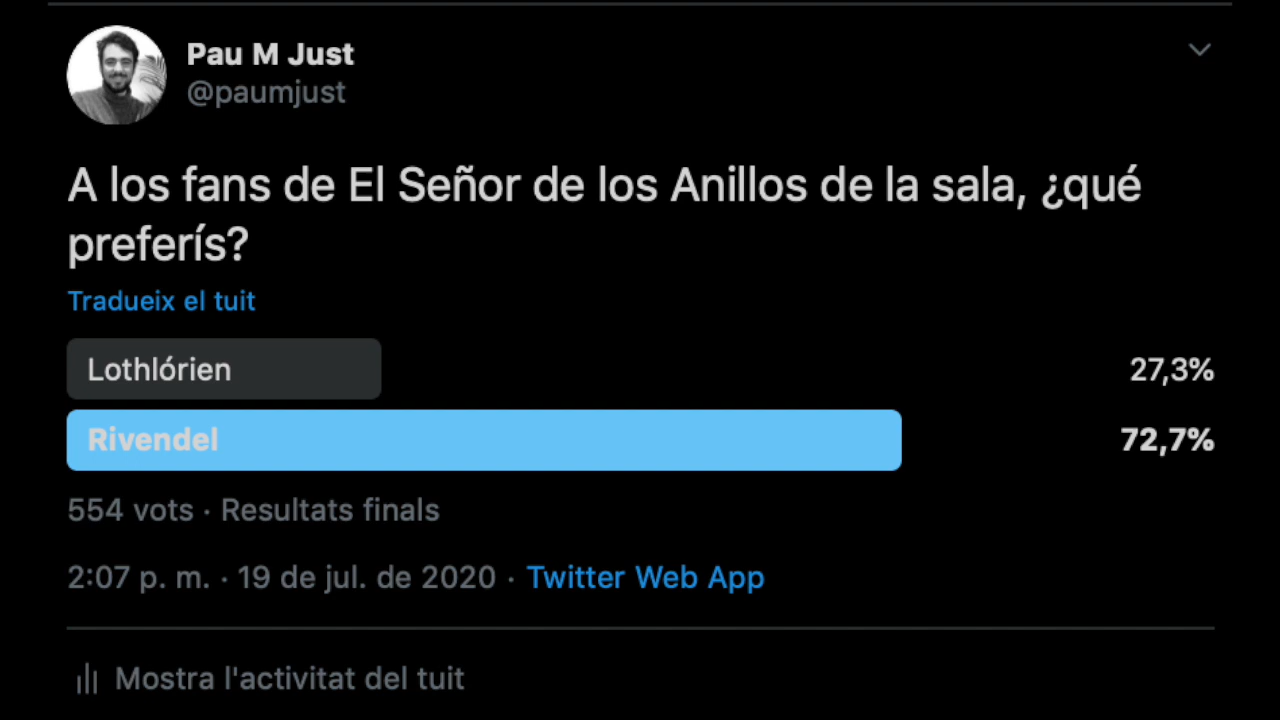 Pau M Just
@paumjust
A los fans de El Señor de los Anillos de la sala, ¿qué
preferís?
Tradueix el tuit
Lothlórien 27,3%
Rivendel 72,7%
554 vots · Resultats finals
2:07 p. m. · 19 de jul. de 2020 · Twitter Web App
Mostra l'activitat del tuit